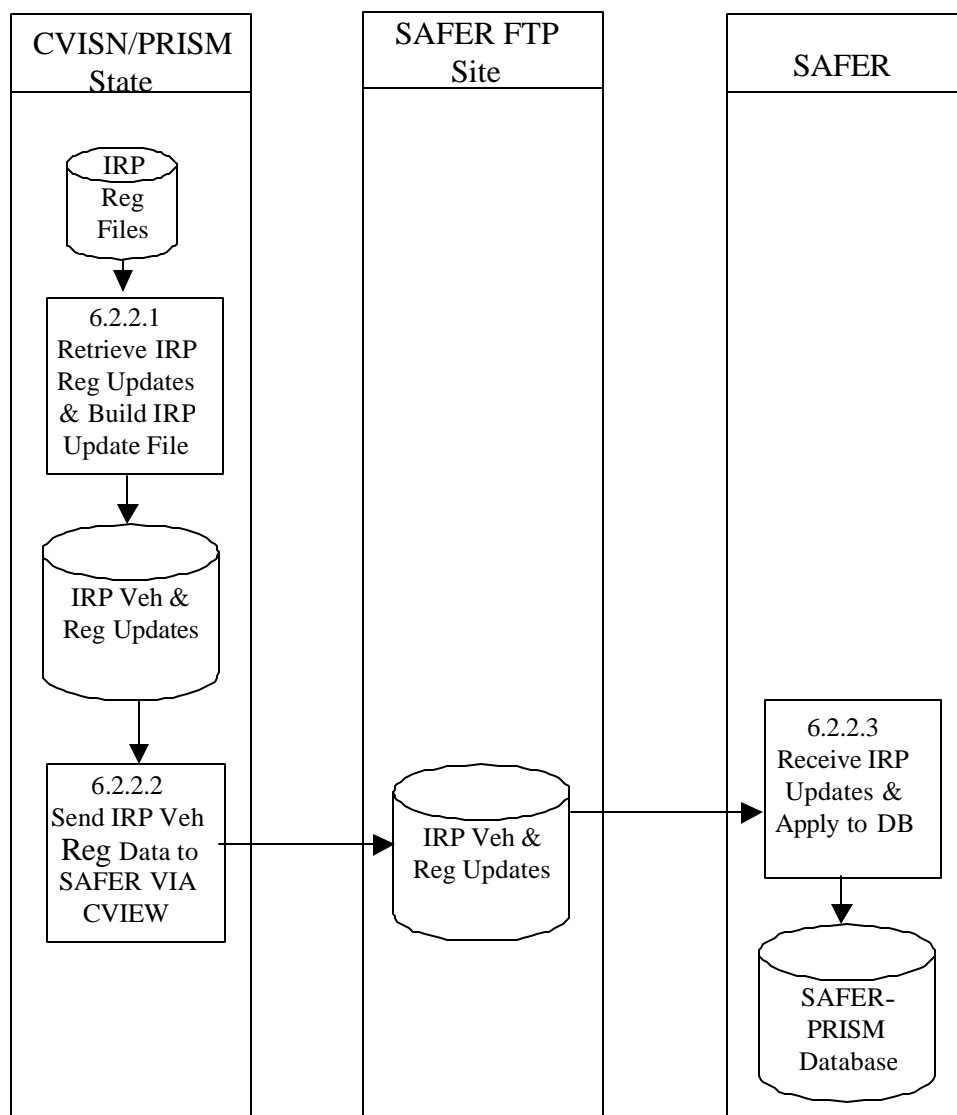 CVISN/PRISM
State
SAFER FTP
Site
SAFER
IRP
Reg
Files
6.2.2.1
Retrieve IRP
Reg Updates
& Build IRP
Update File
IRP Veh &
Reg Updates
6.2.2.2
Send IRP Veh
Reg Data to
SAFER VIA
CVIEW
IRP Veh &
Reg Updates
6.2.2.3
Receive IRP
Updates &
Apply to DB
SAFER-
PRISM
Database